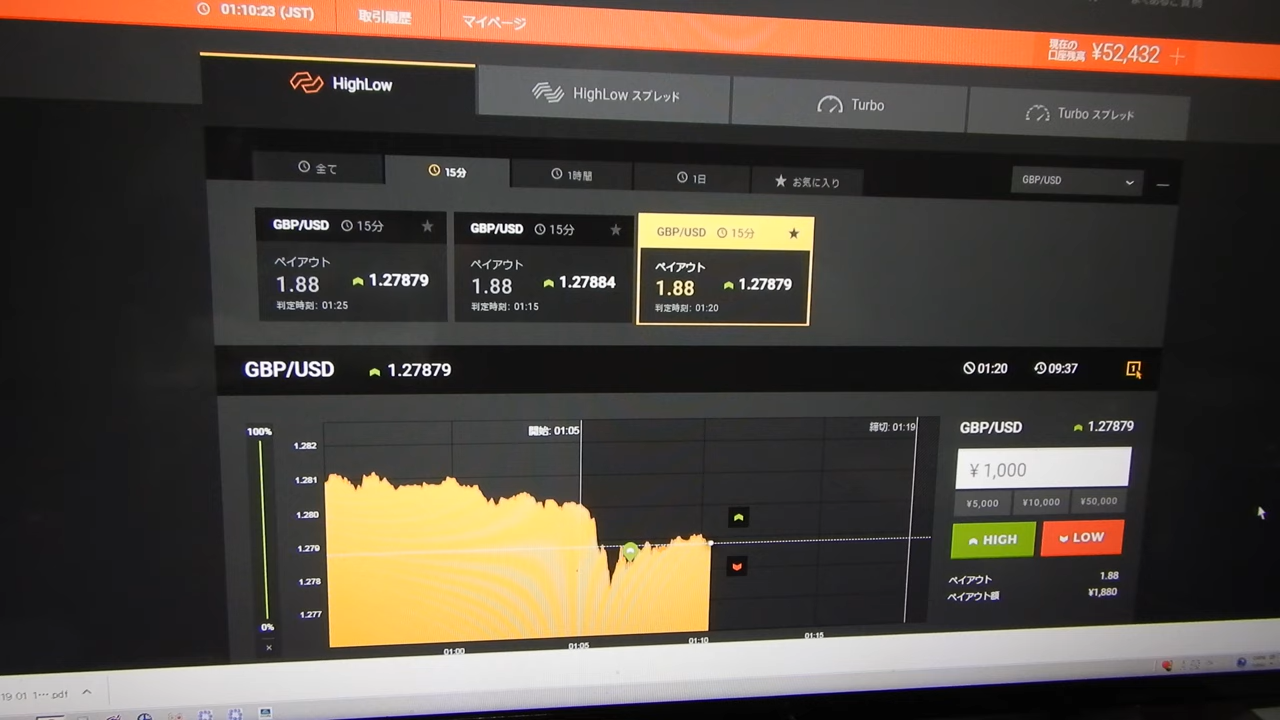 01:10:23 (JST)
取引履歴
マイページ
現在の
口座残高
¥52,432
HighLow
HighLow スプレッド
Turbo
Turbo スプレッド
全て
15分
1時間
1日
お気に入り
GBP/USD
GBP/USD 15分
ペイアウト
1.88 1.27879
判定時刻: 01:25
GBP/USD 15分
ペイアウト
1.88 1.27884
判定時刻: 01:15
GBP/USD 15分
ペイアウト
1.88 1.27879
判定時刻: 01:20
GBP/USD 1.27879
01:20 09:37
1
100%
0%
1.282
1.281
1.280
1.279
1.278
1.277
開始: 01:05
締切: 01:19
01:00 01:05 01:10 01:15
GBP/USD 1.27879
¥ 1,000
¥5,000 ¥10,000 ¥50,000
HIGH LOW
ペイアウト 1.88
ペイアウト額 ¥1,880